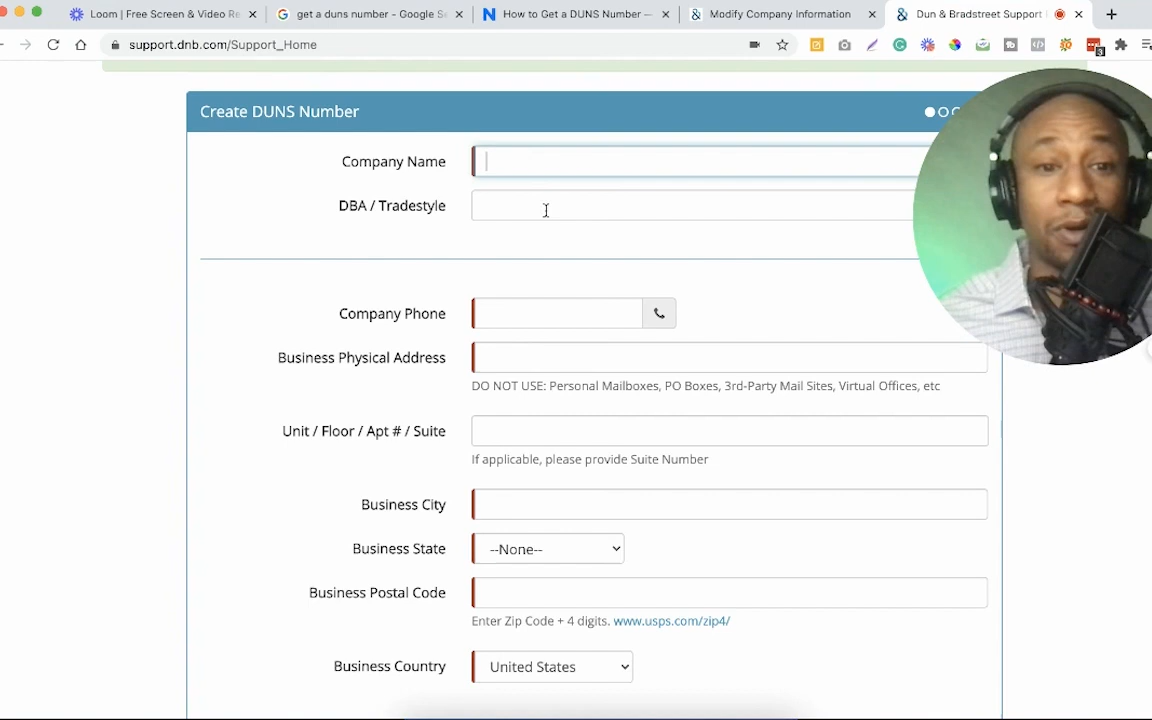 Loom | Free Screen & Video Re
get a duns number - Google Se
How to Get a DUNS Number —
Modify Company Information
Dun & Bradstreet Support
support.dnb.com/Support_Home
3
Create DUNS Number
Company Name
DBA / Tradestyle
Company Phone
Business Physical Address
DO NOT USE: Personal Mailboxes, PO Boxes, 3rd-Party Mail Sites, Virtual Offices, etc
Unit / Floor / Apt # / Suite
If applicable, please provide Suite Number
Business City
Business State
--None--
Business Postal Code
Enter Zip Code + 4 digits. www.usps.com/zip4/
Business Country
United States